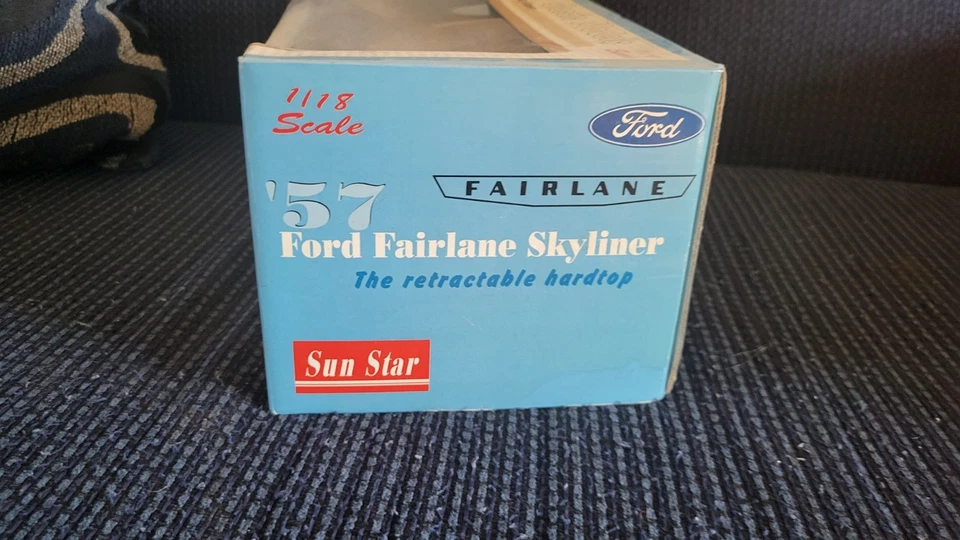 1/18
Scale
Ford
'57
FAIRLANE
Ford Fairlane Skyliner
The retractable hardtop
Sun Star